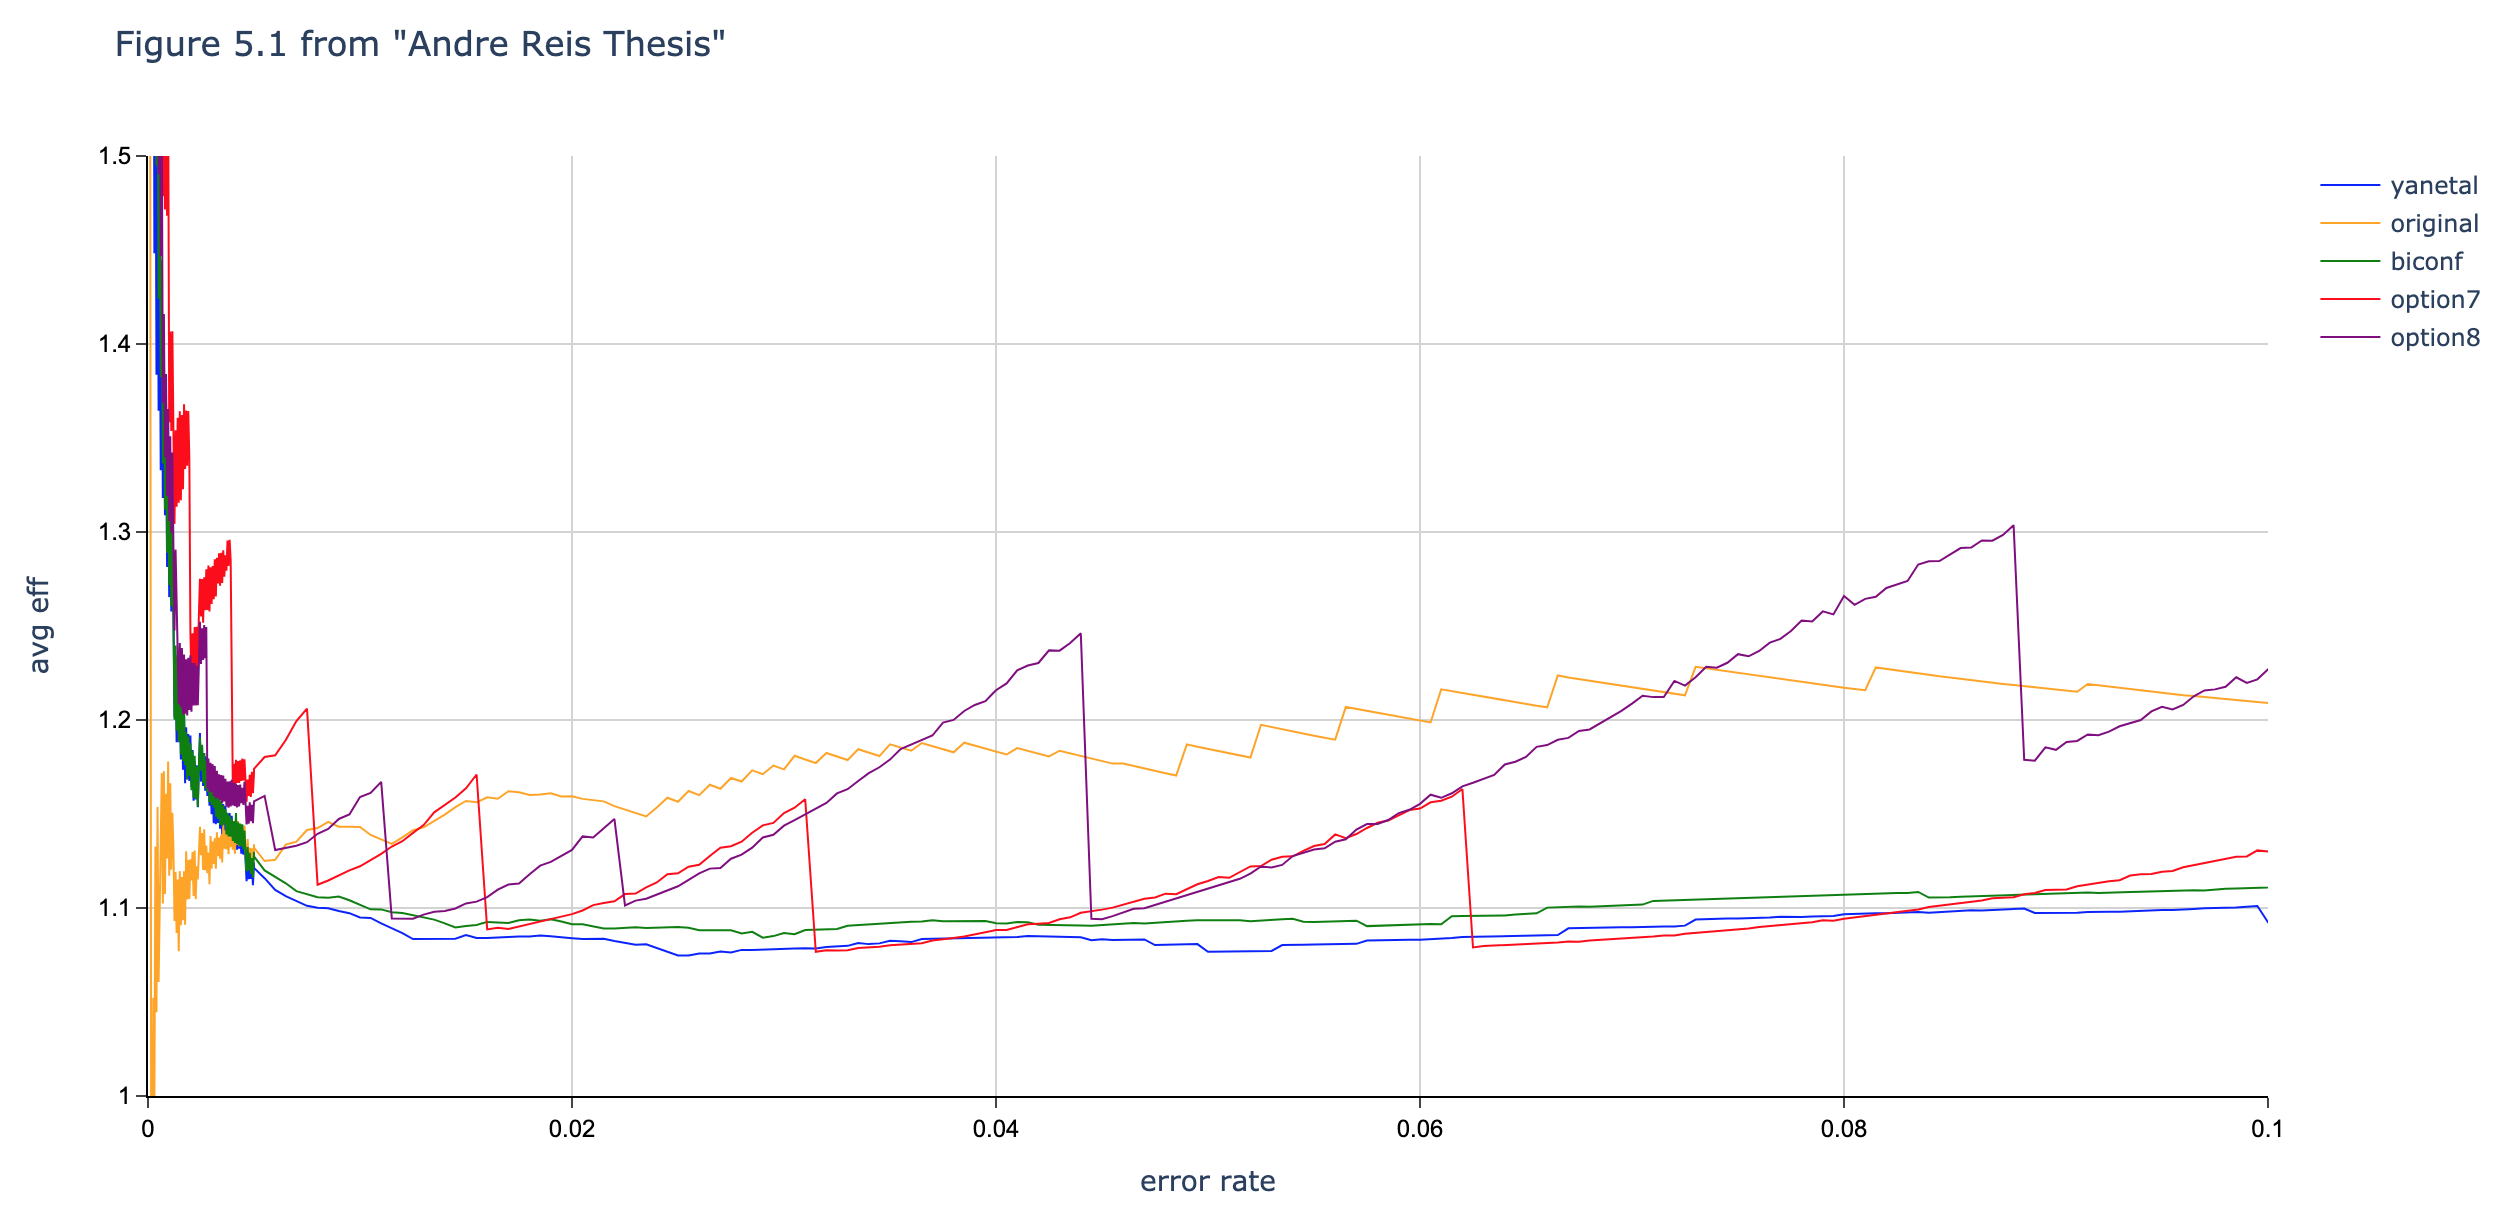 Figure 5.1 from "Andre Reis Thesis"
yanetal
original
biconf
option7
option8
avg eff
1.5
1.4
1.3
1.2
1.1
1
0
0.02
0.04
0.06
0.08
0.1
error rate